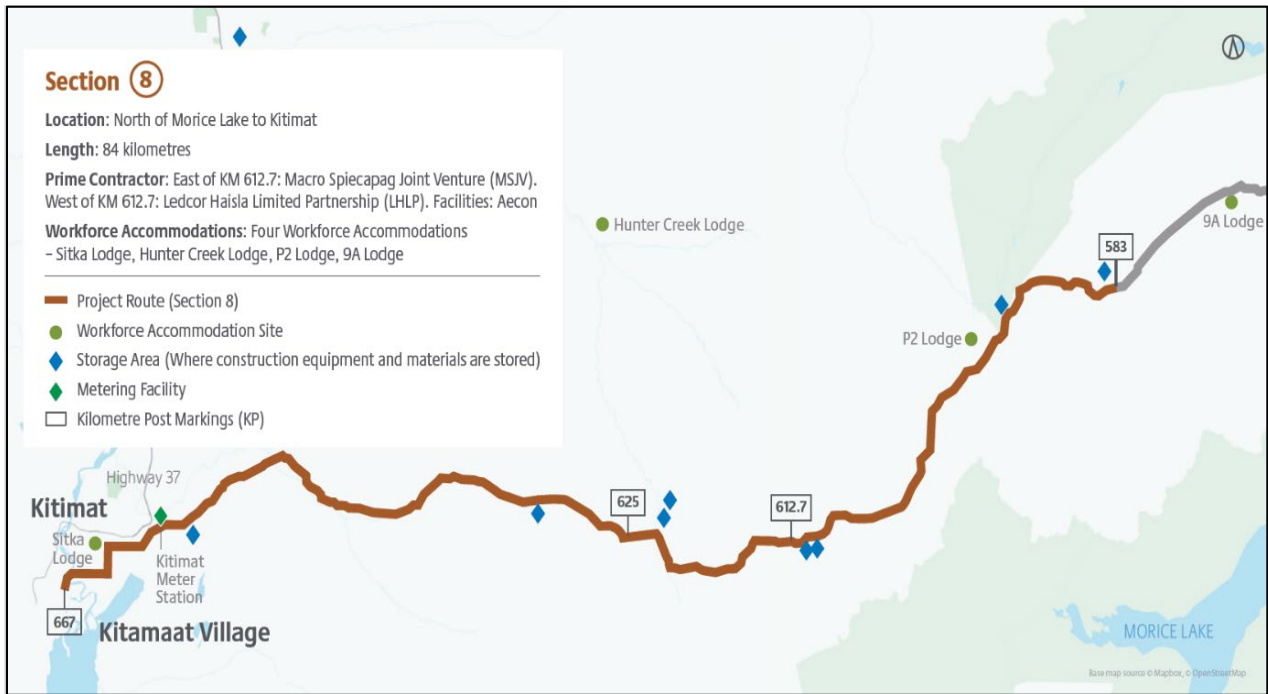 Section 8
Location: North of Morice Lake to Kitimat
Length: 84 kilometres
Prime Contractor: East of KM 612.7: Macro Spiecapag Joint Venture (MSJV).
West of KM 612.7: Ledcor Haisla Limited Partnership (LHLP). Facilities: Aecon
Workforce Accommodations: Four Workforce Accommodations
– Sitka Lodge, Hunter Creek Lodge, P2 Lodge, 9A Lodge
Project Route (Section 8)
Workforce Accommodation Site
Storage Area (Where construction equipment and materials are stored)
Metering Facility
Kilometre Post Markings (KP)
Hunter Creek Lodge
9A Lodge
583
P2 Lodge
Highway 37
Kitimat
625
612.7
Sitka
Lodge
Kitimat
Meter
Station
667
Kitamaat Village
MORICE LAKE
Base map source © Mapbox, © OpenStreetMap